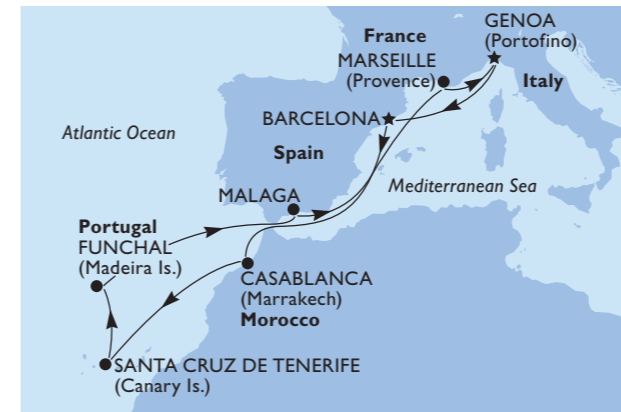 GENOA
(Portofino)
France
MARSEILLE
(Provence)
Italy
BARCELONA
Atlantic Ocean
Spain
Mediterranean Sea
MALAGA
Portugal
FUNCHAL
(Madeira Is.)
CASABLANCA
(Marrakech)
Morocco
SANTA CRUZ DE TENERIFE
(Canary Is.)